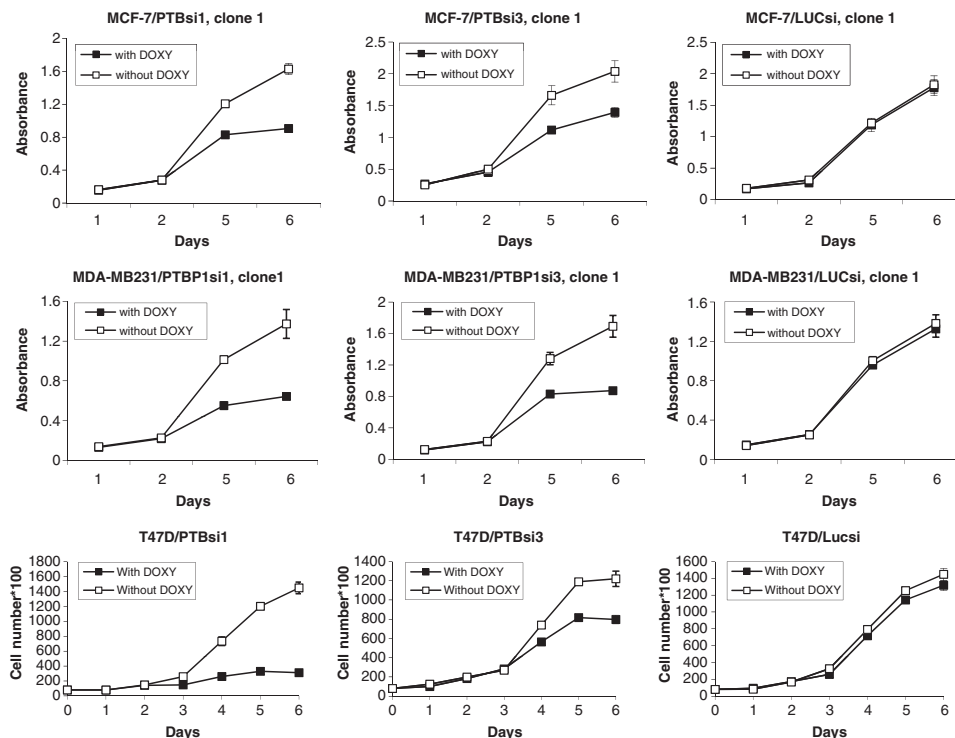 MCF-7/PTBsi1, clone 1
2
1.6
1.2
0.8
0.4
0
Absorbance
with DOXY
without DOXY
1 2 5 6
Days
MCF-7/PTBsi3, clone 1
2.5
2
1.5
1
0.5
0
Absorbance
with DOXY
without DOXY
1 2 5 6
Days
MCF-7/LUCsi, clone 1
2.5
2
1.5
1
0.5
0
Absorbance
with DOXY
without DOXY
1 2 5 6
Days
MDA-MB231/PTBP1si1, clone1
1.6
1.2
0.8
0.4
0
Absorbance
with DOXY
without DOXY
1 2 5 6
Days
MDA-MB231/PTBP1si3, clone 1
2
1.6
1.2
0.8
0.4
0
Absorbance
with DOXY
without DOXY
1 2 5 6
Days
MDA-MB231/LUCsi, clone 1
1.6
1.2
0.8
0.4
0
Absorbance
with DOXY
without DOXY
1 2 5 6
Days
T47D/PTBsi1
1800
1600
1400
1200
1000
800
600
400
200
0
Cell number*100
With DOXY
Without DOXY
0 1 2 3 4 5 6
Days
T47D/PTBsi3
1400
1200
1000
800
600
400
200
0
Cell number*100
With DOXY
Without DOXY
0 1 2 3 4 5 6
Days
T47D/Lucsi
1600
1400
1200
1000
800
600
400
200
0
Cell number*100
With DOXY
Without DOXY
0 1 2 3 4 5 6
Days